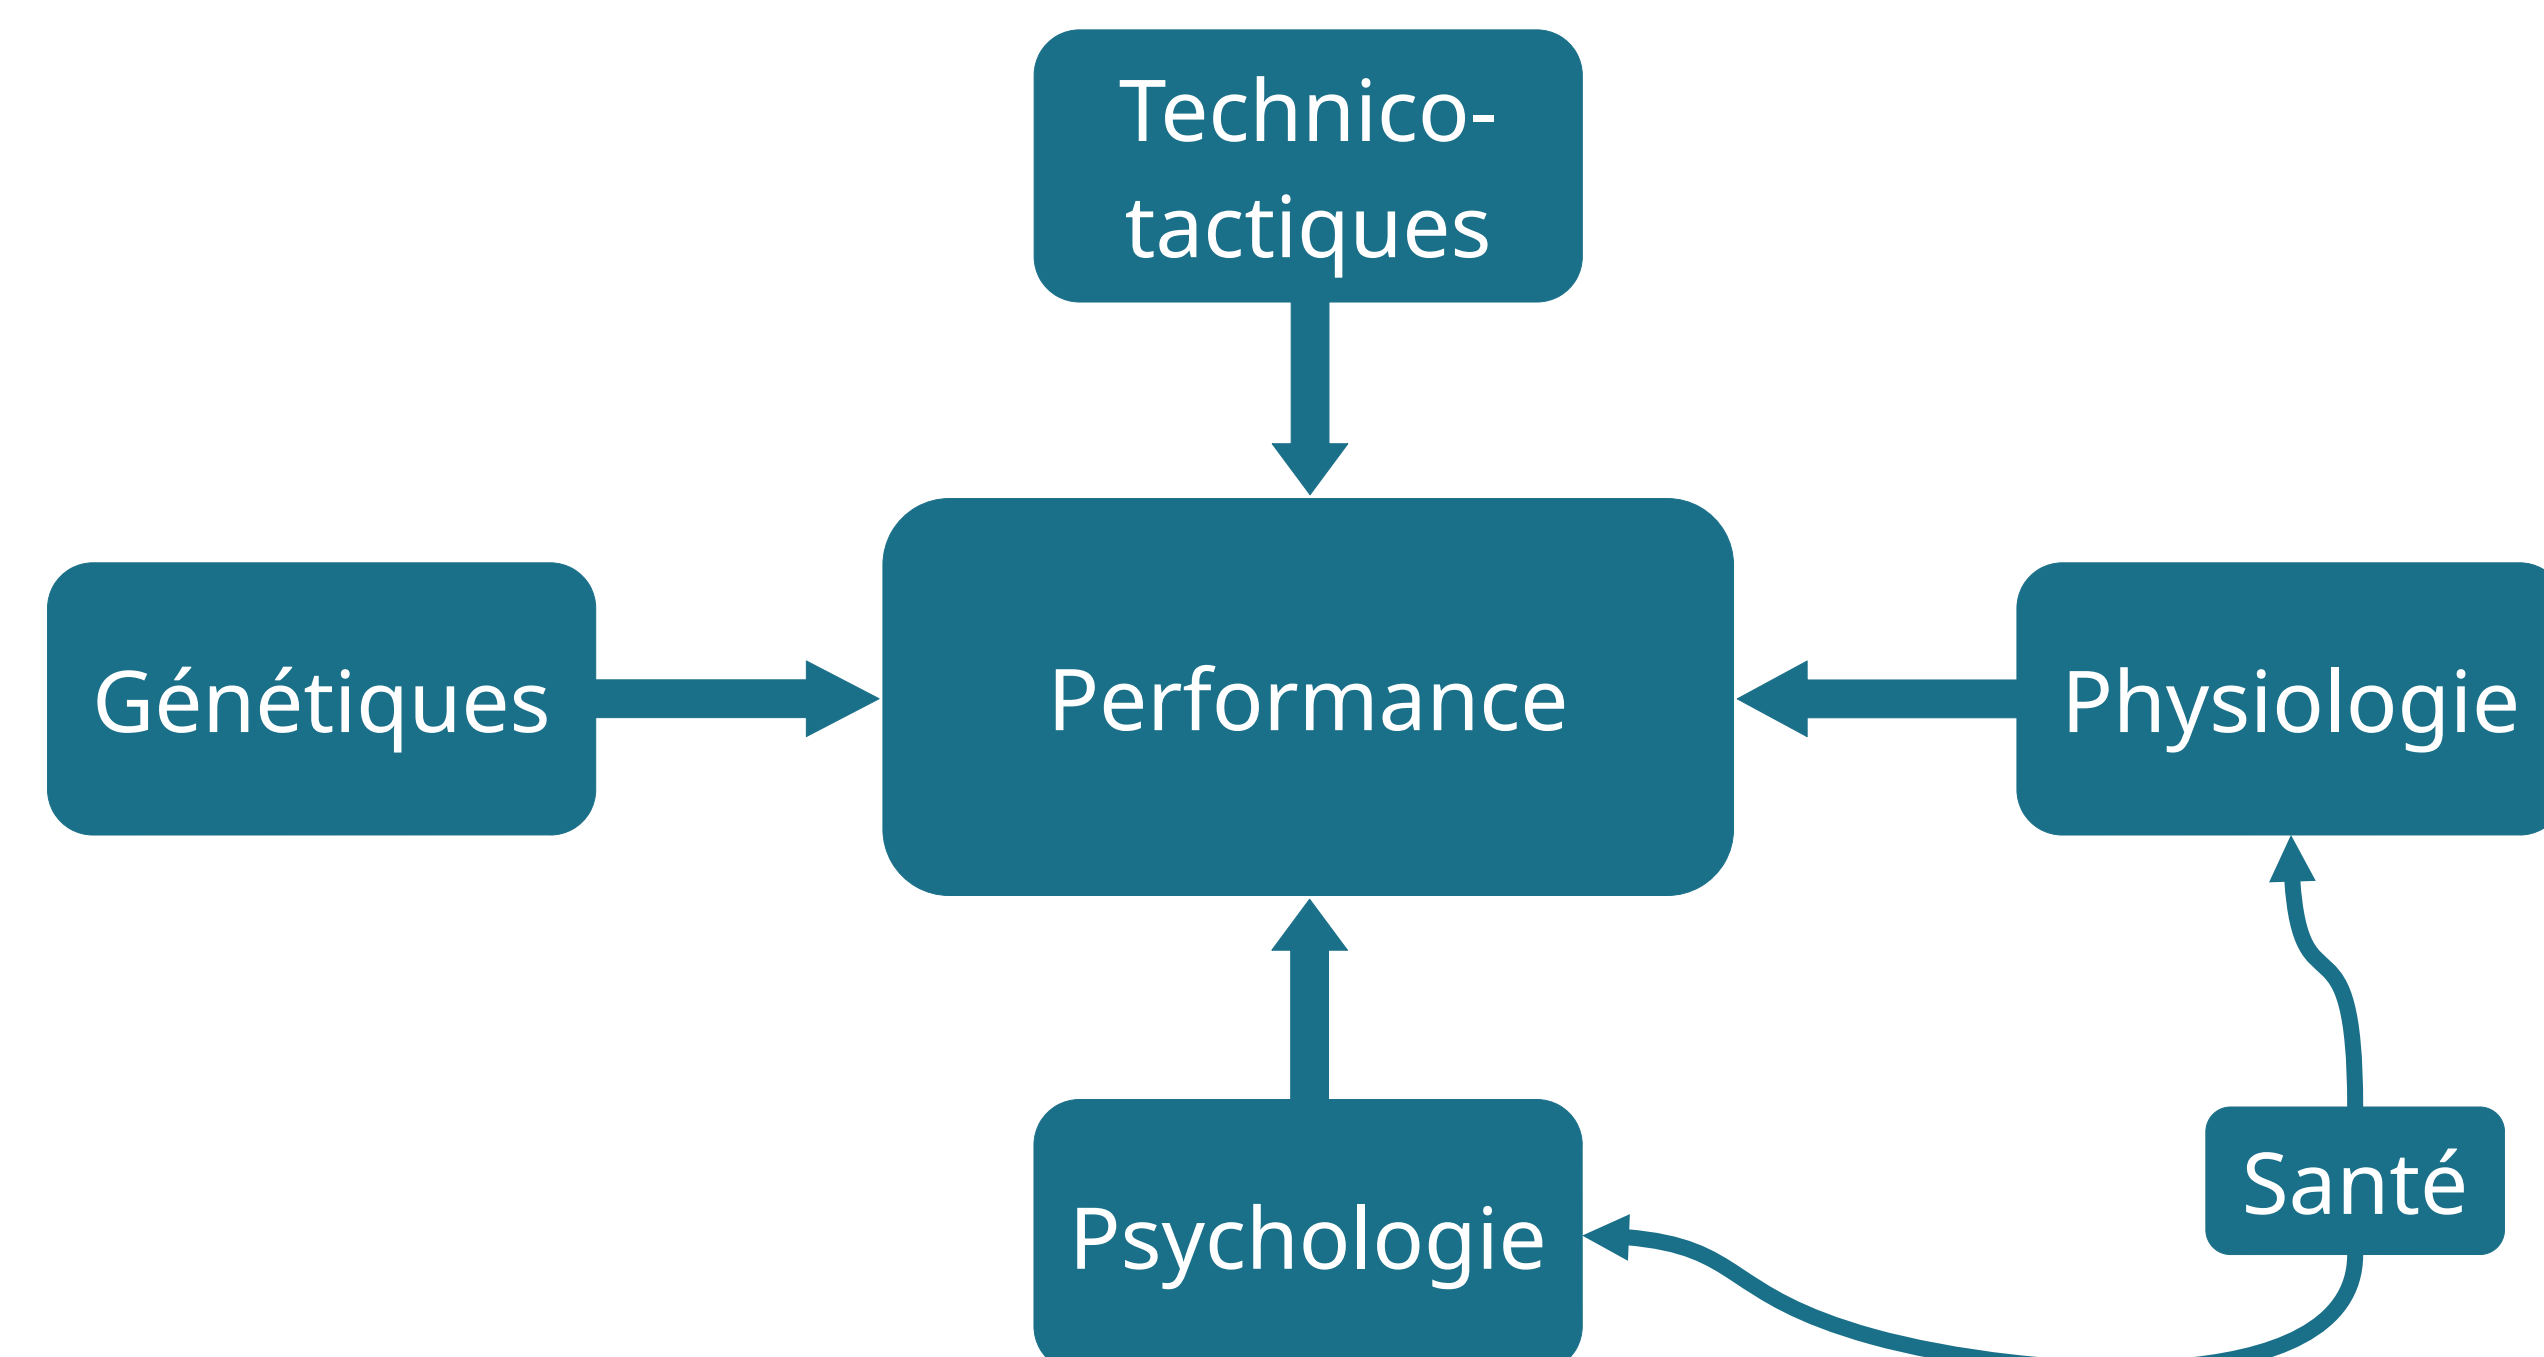 Technico-
tactiques
Génétiques
Performance
Physiologie
Psychologie
Santé